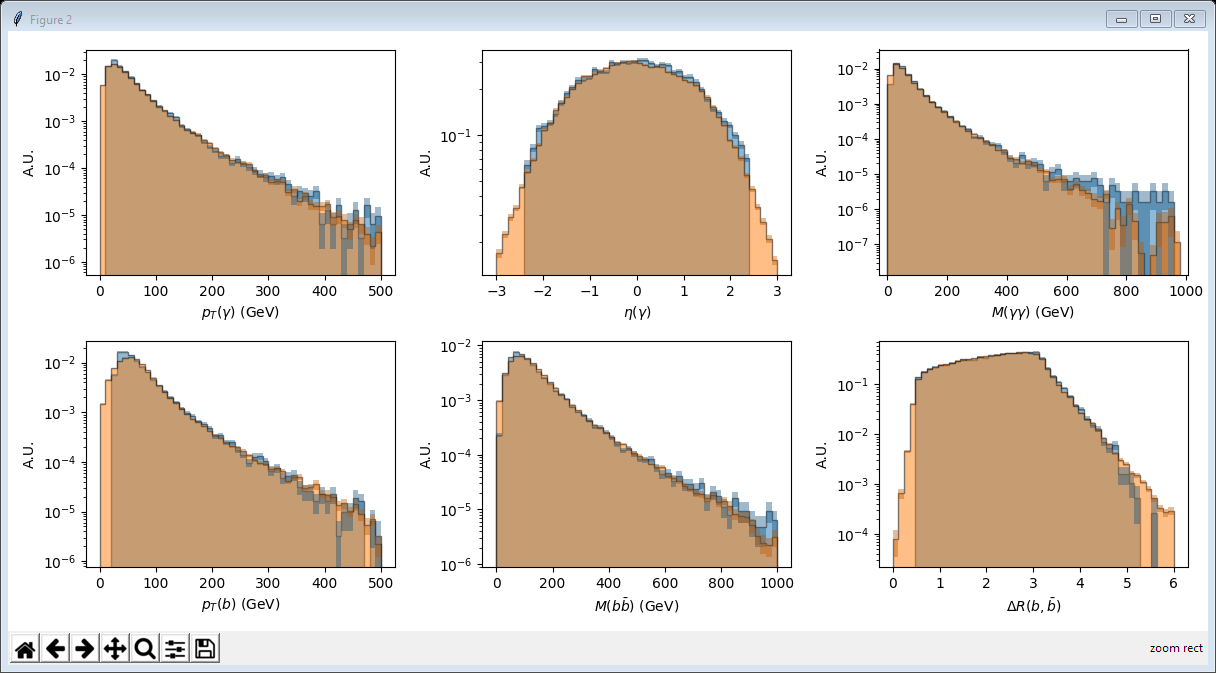 Figure 2
A.U.
10⁻²
10⁻³
10⁻⁴
10⁻⁵
10⁻⁶
0 100 200 300 400 500
p_T(γ) (GeV)
A.U.
10⁻¹
−3 −2 −1 0 1 2 3
η(γ)
A.U.
10⁻²
10⁻³
10⁻⁴
10⁻⁵
10⁻⁶
10⁻⁷
0 200 400 600 800 1000
M(γγ) (GeV)
A.U.
10⁻²
10⁻³
10⁻⁴
10⁻⁵
10⁻⁶
0 100 200 300 400 500
p_T(b) (GeV)
A.U.
10⁻²
10⁻³
10⁻⁴
10⁻⁵
10⁻⁶
0 200 400 600 800 1000
M(bb̄) (GeV)
A.U.
10⁻¹
10⁻²
10⁻³
10⁻⁴
0 1 2 3 4 5 6
ΔR(b, b̄)
zoom rect